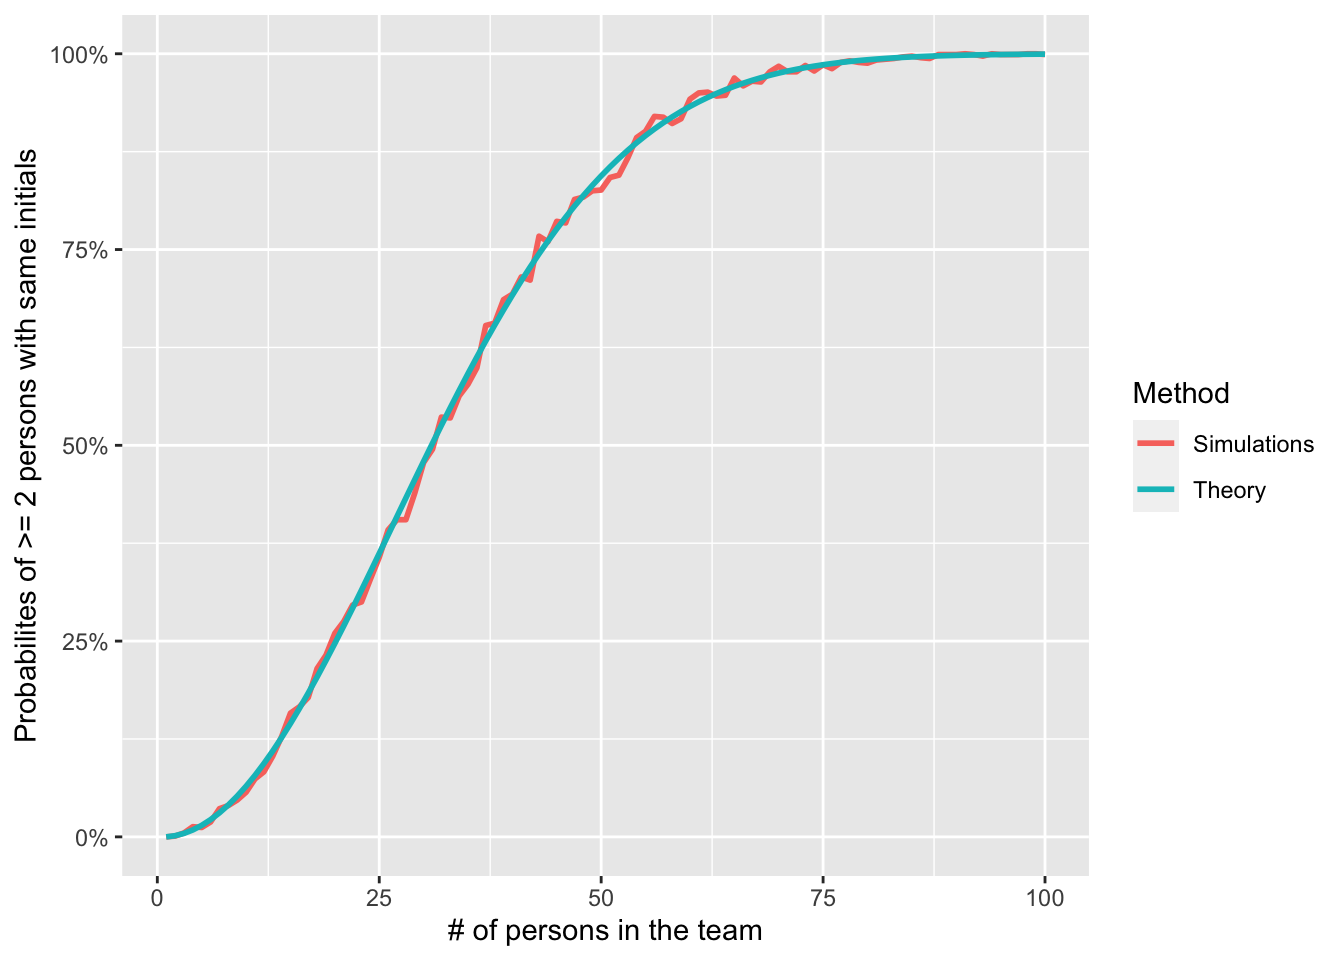 Probabilites of >= 2 persons with same initials
100%
75%
50%
25%
0%
0 25 50 75 100
# of persons in the team
Method
Simulations
Theory